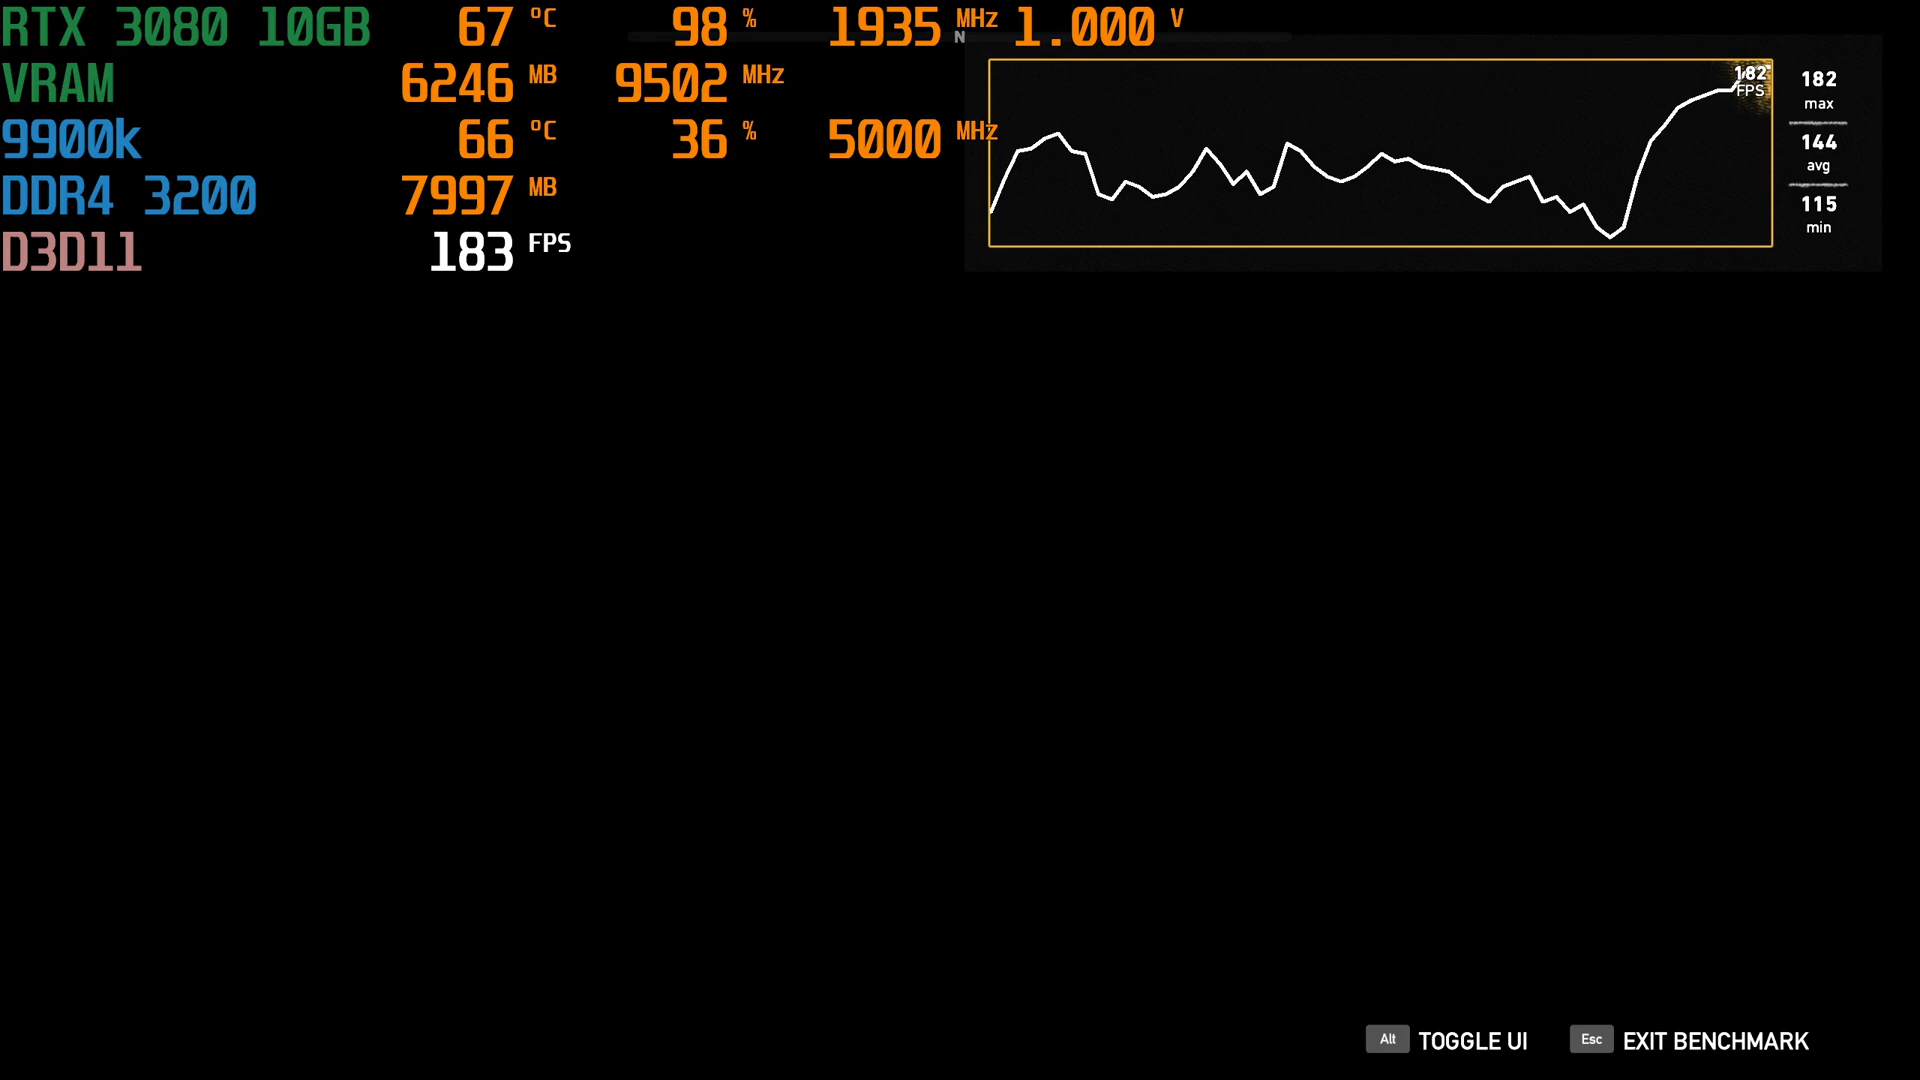 RTX 3080 10GB 67 °C 98 % 1935 MHz 1.000 V
N
VRAM 6246 MB 9502 MHz
9900k 66 °C 36 % 5000 MHz
DDR4 3200 7997 MB
D3D11 183 FPS
182
FPS
182
max
144
avg
115
min
Alt TOGGLE UI Esc EXIT BENCHMARK